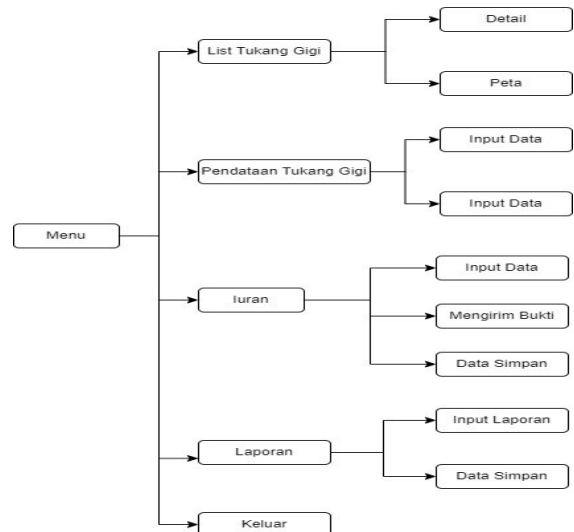 Menu
List Tukang Gigi
Detail
Peta
Pendataan Tukang Gigi
Input Data
Input Data
Iuran
Input Data
Mengirim Bukti
Data Simpan
Laporan
Input Laporan
Data Simpan
Keluar